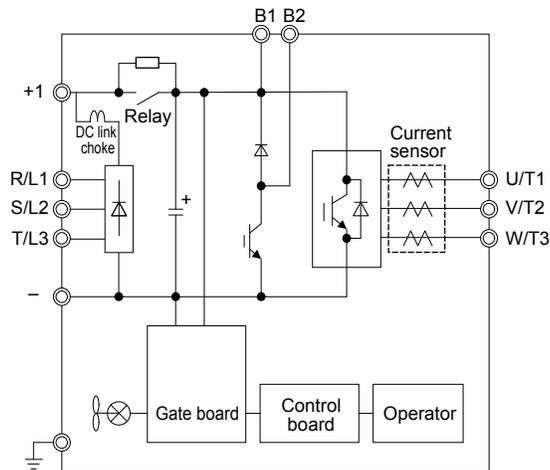 B1 B2
+1
Relay
DC link
choke
Current
sensor
R/L1
S/L2
T/L3
U/T1
V/T2
W/T3
+
–
Gate board
Control
board
Operator